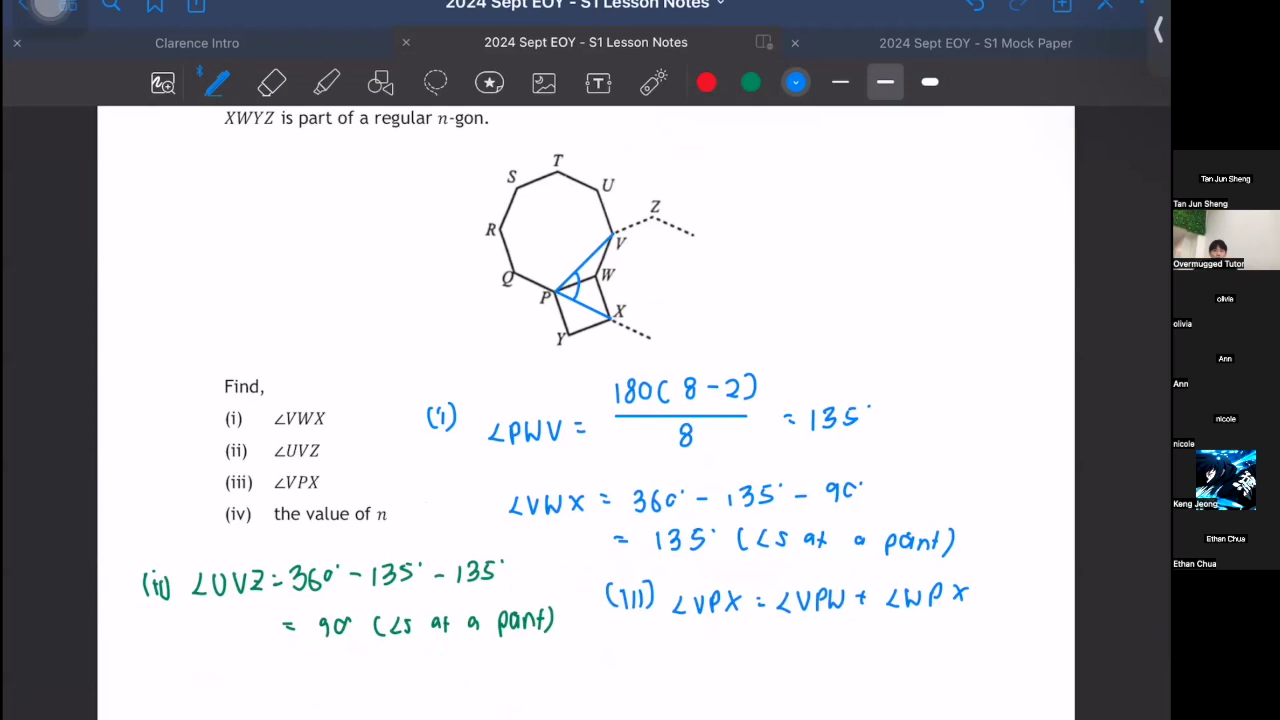 2024 Sept EOY - S1 Lesson Notes
Clarence Intro
2024 Sept EOY - S1 Lesson Notes
2024 Sept EOY - S1 Mock Paper
XWYZ is part of a regular n-gon.
T
S
U
Z
R
V
Q
W
P
X
Y
Find,
(i) ∠VWX
(ii) ∠UVZ
(iii) ∠VPX
(iv) the value of n
(i) ∠PWV = 180(8-2) / 8 = 135°
∠VWX = 360° - 135° - 90°
= 135° (∠s at a point)
(ii) ∠UVZ = 360° - 135° - 135°
= 90° (∠s at a point)
(iii) ∠VPX = ∠VPW + ∠WPX
Tan Jun Sheng
Tan Jun Sheng
Overmugged Tutor
olivia
olivia
Ann
Ann
nicole
nicole
Keng Jeong
Ethan Chua
Ethan Chua